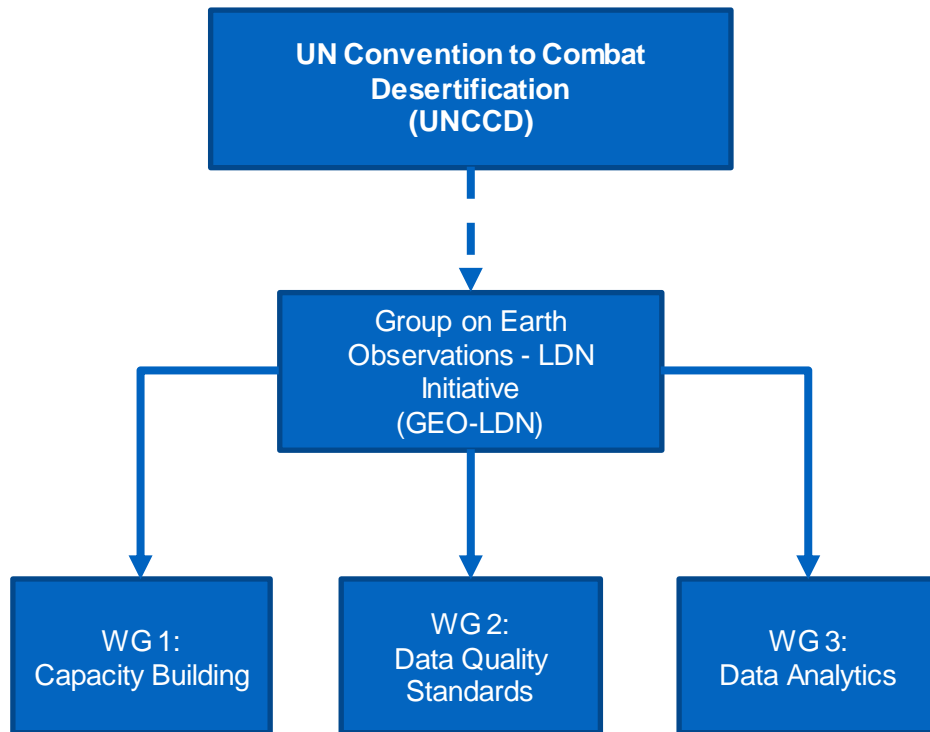 UN Convention to Combat
Desertification
(UNCCD)
Group on Earth
Observations - LDN
Initiative
(GEO-LDN)
WG 1:
Capacity Building
WG 2:
Data Quality
Standards
WG 3:
Data Analytics